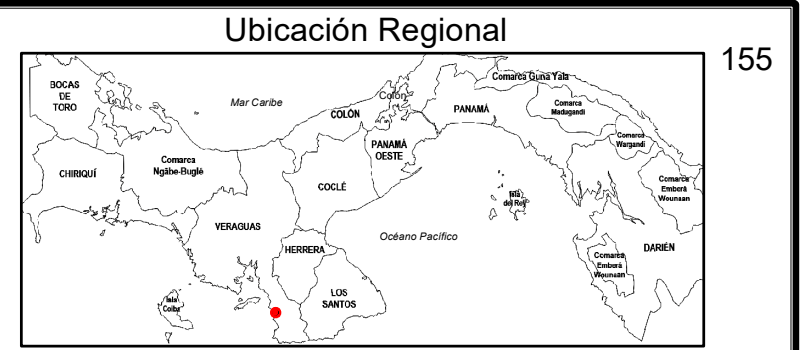 Ubicación Regional
155
BOCAS
DE
TORO
Mar Caribe
Colón
COLÓN
Comarca Guna Yala
PANAMÁ
Comarca
Madugandi
Comarca
Wargandi
CHIRIQUÍ
Comarca
Ngäbe-Buglé
PANAMÁ
OESTE
COCLÉ
Comarca
Emberá
Wounaan
Isla
del Rey
VERAGUAS
Océano Pacífico
HERRERA
DARIÉN
Comarca
Emberá
Wounaan
Isla
Coiba
LOS
SANTOS